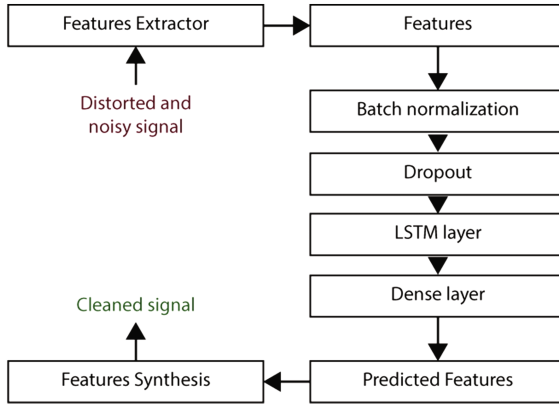 Features Extractor
Features
Distorted and
noisy signal
Batch normalization
Dropout
LSTM layer
Dense layer
Cleaned signal
Features Synthesis
Predicted Features